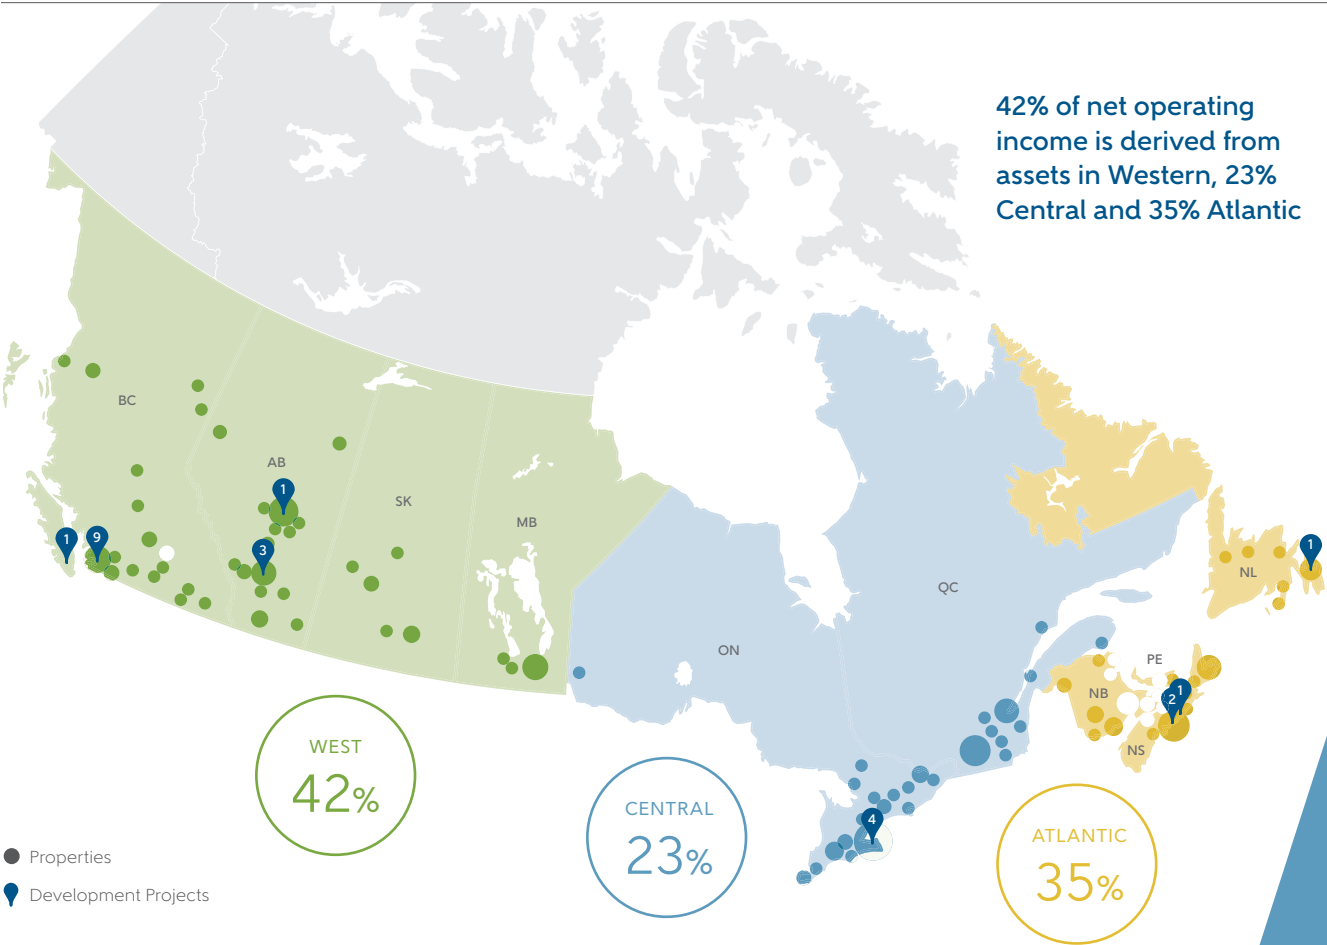 42% of net operating
income is derived from
assets in Western, 23%
Central and 35% Atlantic
BC
AB
SK
MB
1
9
1
3
ON
QC
4
NL
1
PE
NB
1
2
NS
WEST
42%
CENTRAL
23%
ATLANTIC
35%
Properties
Development Projects